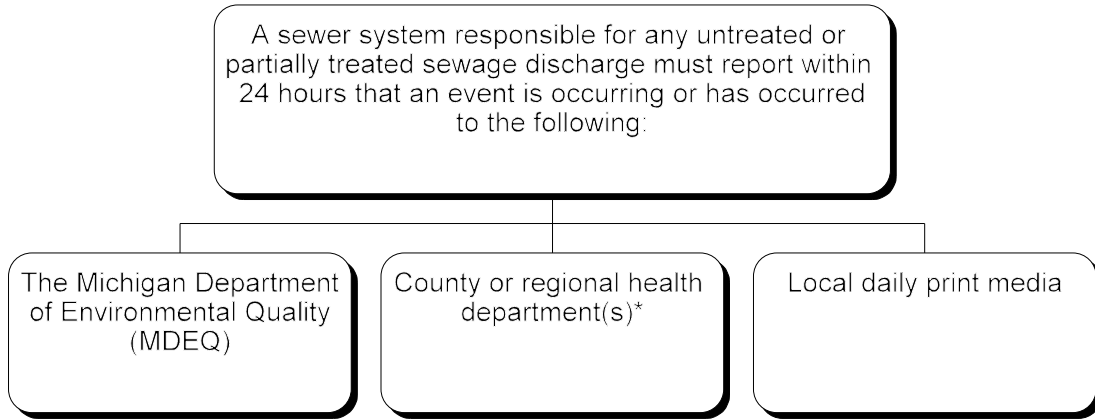 A sewer system responsible for any untreated or
partially treated sewage discharge must report within
24 hours that an event is occurring or has occurred
to the following:
The Michigan Department
of Environmental Quality
(MDEQ)
County or regional health
department(s)*
Local daily print media